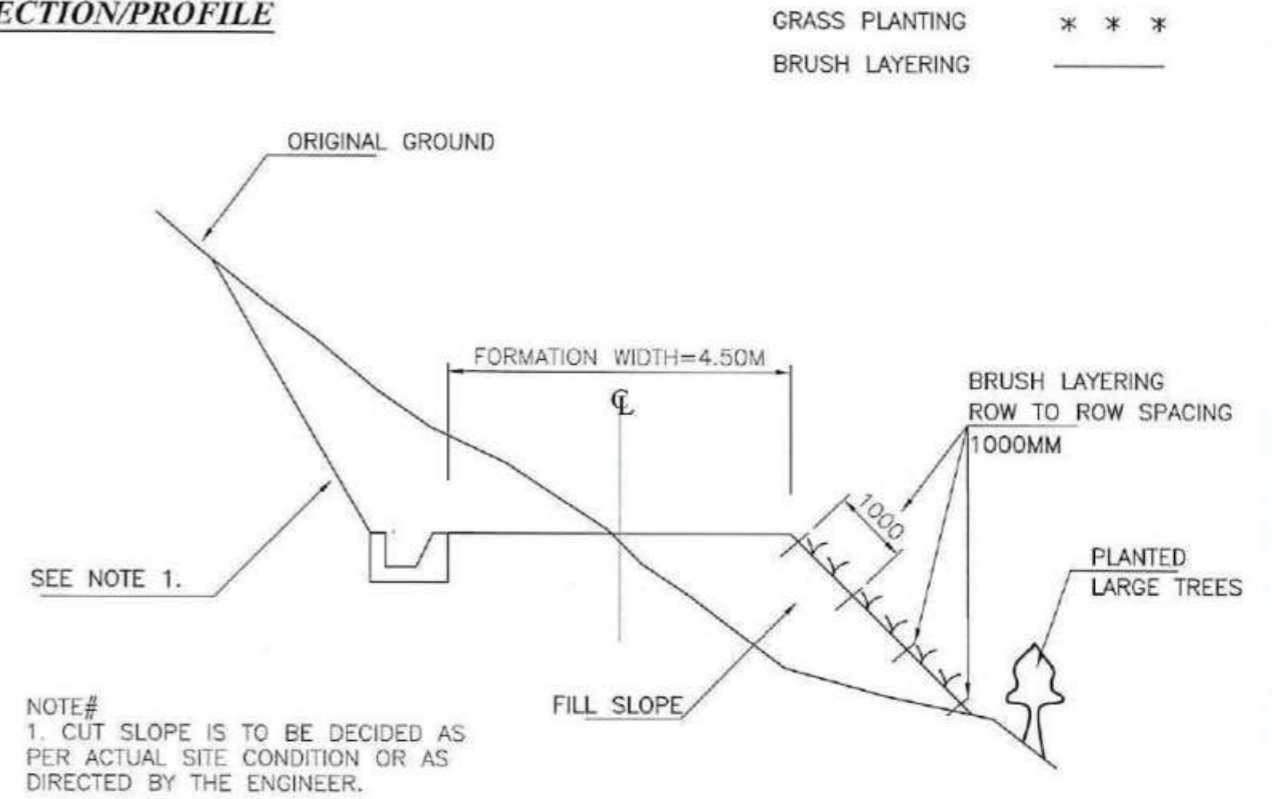 ECTION/PROFILE
GRASS PLANTING * * *
BRUSH LAYERING
ORIGINAL GROUND
FORMATION WIDTH=4.50M
℄
BRUSH LAYERING
ROW TO ROW SPACING
1000MM
1000
PLANTED
LARGE TREES
SEE NOTE 1.
FILL SLOPE
NOTE#
1. CUT SLOPE IS TO BE DECIDED AS
PER ACTUAL SITE CONDITION OR AS
DIRECTED BY THE ENGINEER.